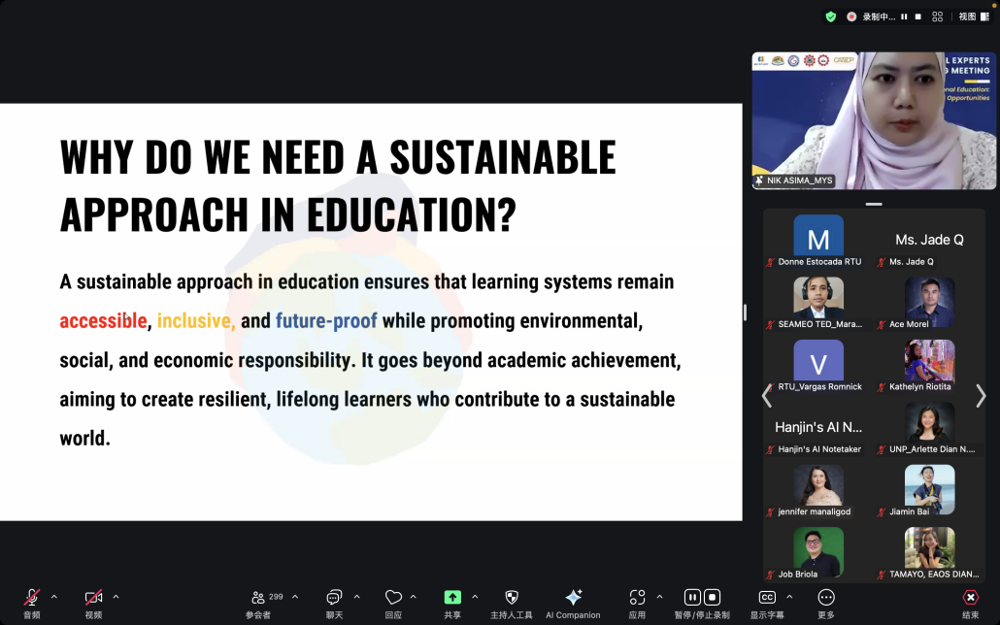 录制中...
视图
WHY DO WE NEED A SUSTAINABLE
APPROACH IN EDUCATION?
A sustainable approach in education ensures that learning systems remain
accessible, inclusive, and future-proof while promoting environmental,
social, and economic responsibility. It goes beyond academic achievement,
aiming to create resilient, lifelong learners who contribute to a sustainable
world.
L EXPERTS
G MEETING
nal Education:
Opportunities
NIK ASIMA_MYS
M
Donne Estocada RTU
Ms. Jade Q
Ms. Jade Q
SEAMEO TED_Mara...
Ace Morel
V
RTU_Vargas Romnick
Kathelyn Riotita
Hanjin's AI N...
Hanjin's AI Notetaker
UNP_Arlette Dian N....
jennifer manaligod
Jiamin Bai
Job Briola
TAMAYO, EAOS DIAN...
音频
视频
299
参会者
聊天
回应
共享
主持人工具
AI Companion
应用
暂停/停止录制
CC
显示字幕
更多
结束